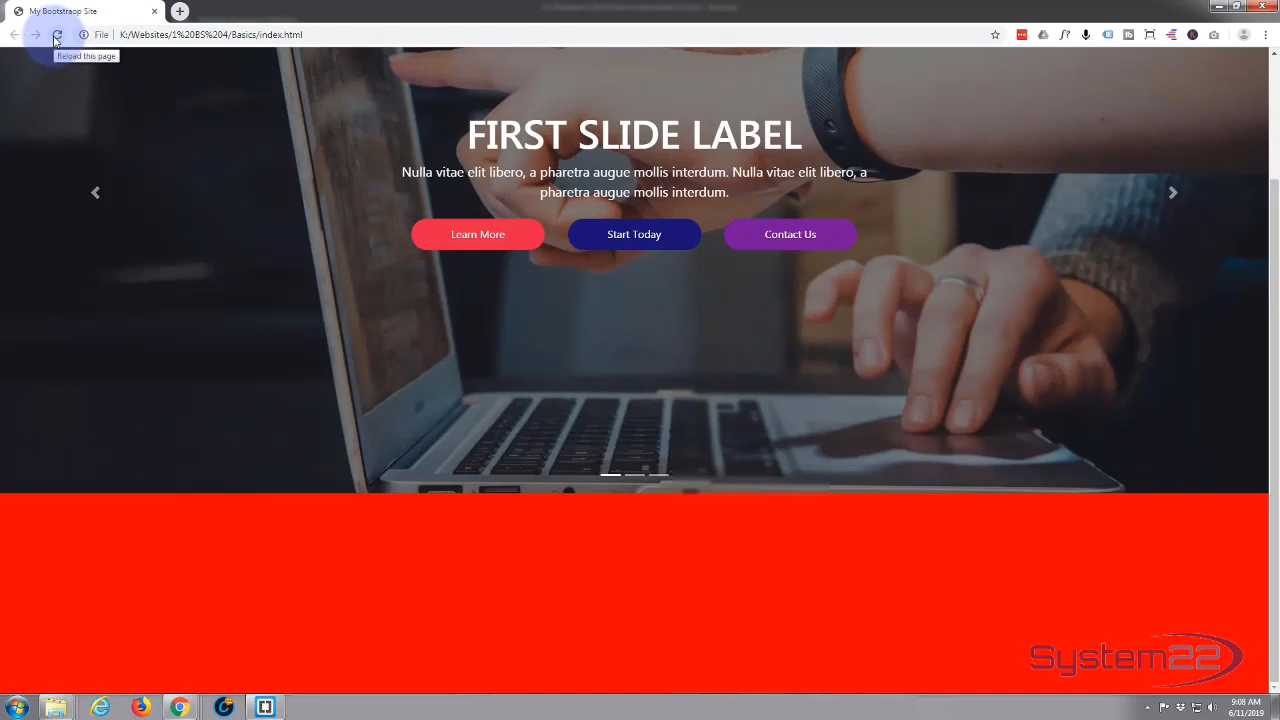 My Bootstraop Site
File
K:/Websites/1%20BS%204/Basics/index.html
Reload this page
FIRST SLIDE LABEL
Nulla vitae elit libero, a pharetra augue mollis interdum. Nulla vitae elit libero, a
pharetra augue mollis interdum.
Learn More
Start Today
Contact Us
System22
9:08 AM
6/11/2019